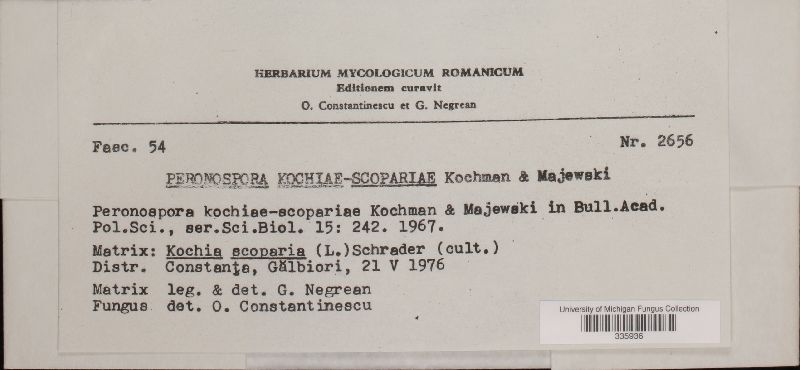 HERBARIUM MYCOLOGICUM ROMANICUM
Editionem curavit
O. Constantinescu et G. Negrean
Fasc. 54
Nr. 2656
PERONOSPORA KOCHIAE-SCOPARIAE Kochman & Majewski
Peronospora kochiae-scopariae Kochman & Majewski in Bull.Acad.
Pol.Sci., ser.Sci.Biol. 15: 242. 1967.
Matrix: Kochia scoparia (L.)Schrader (cult.)
Distr. Constanţa, Gălbiori, 21 V 1976
Matrix leg. & det. G. Negrean
Fungus det. O. Constantinescu
University of Michigan Fungus Collection
335936